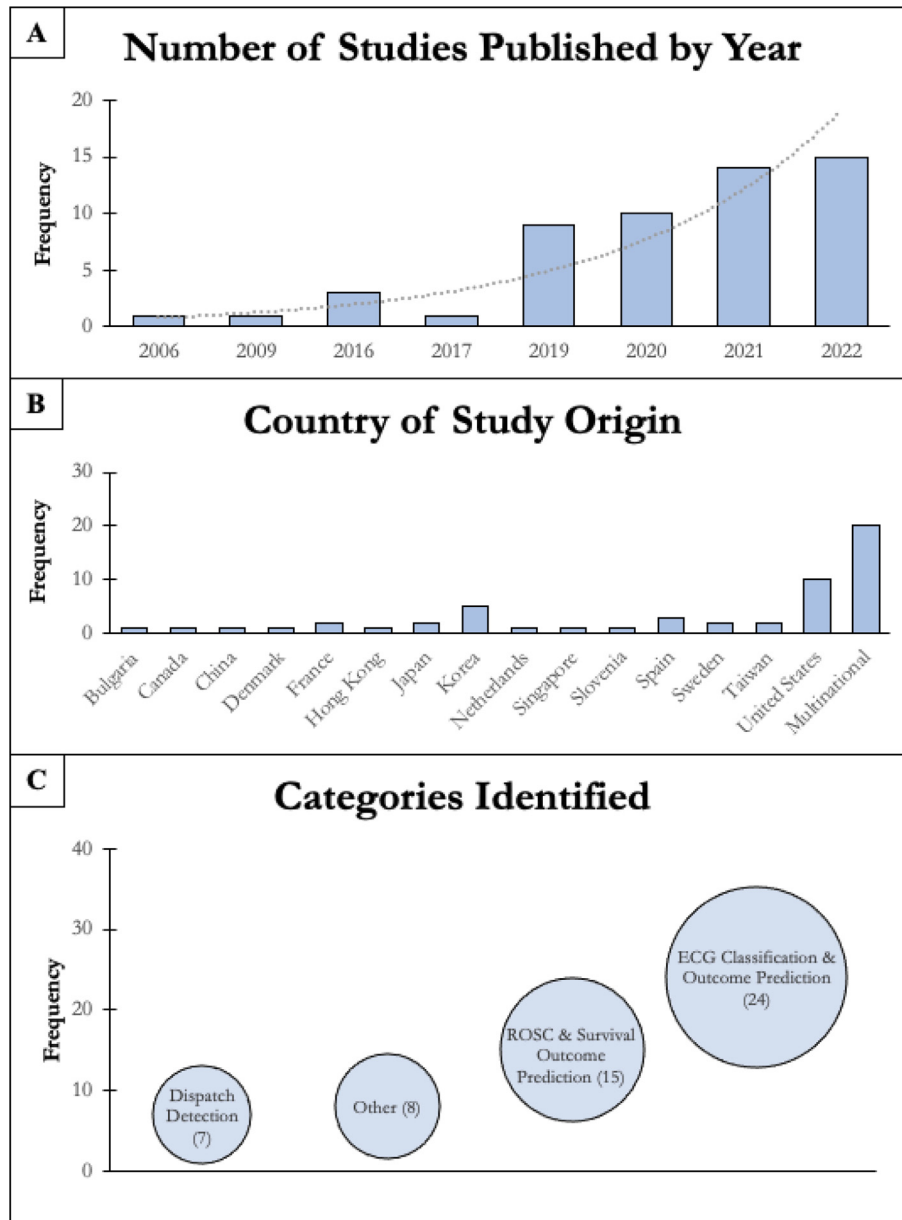 A
Number of Studies Published by Year
Frequency
20
15
10
5
0
2006 2009 2016 2017 2019 2020 2021 2022
B
Country of Study Origin
Frequency
30
20
10
0
Bulgaria
Canada
China
Denmark
France
Hong Kong
Japan
Korea
Netherlands
Singapore
Slovenia
Spain
Sweden
Taiwan
United States
Multinational
C
Categories Identified
Frequency
40
30
20
10
0
Dispatch
Detection
(7)
Other (8)
ROSC & Survival
Outcome
Prediction (15)
ECG Classification &
Outcome Prediction
(24)